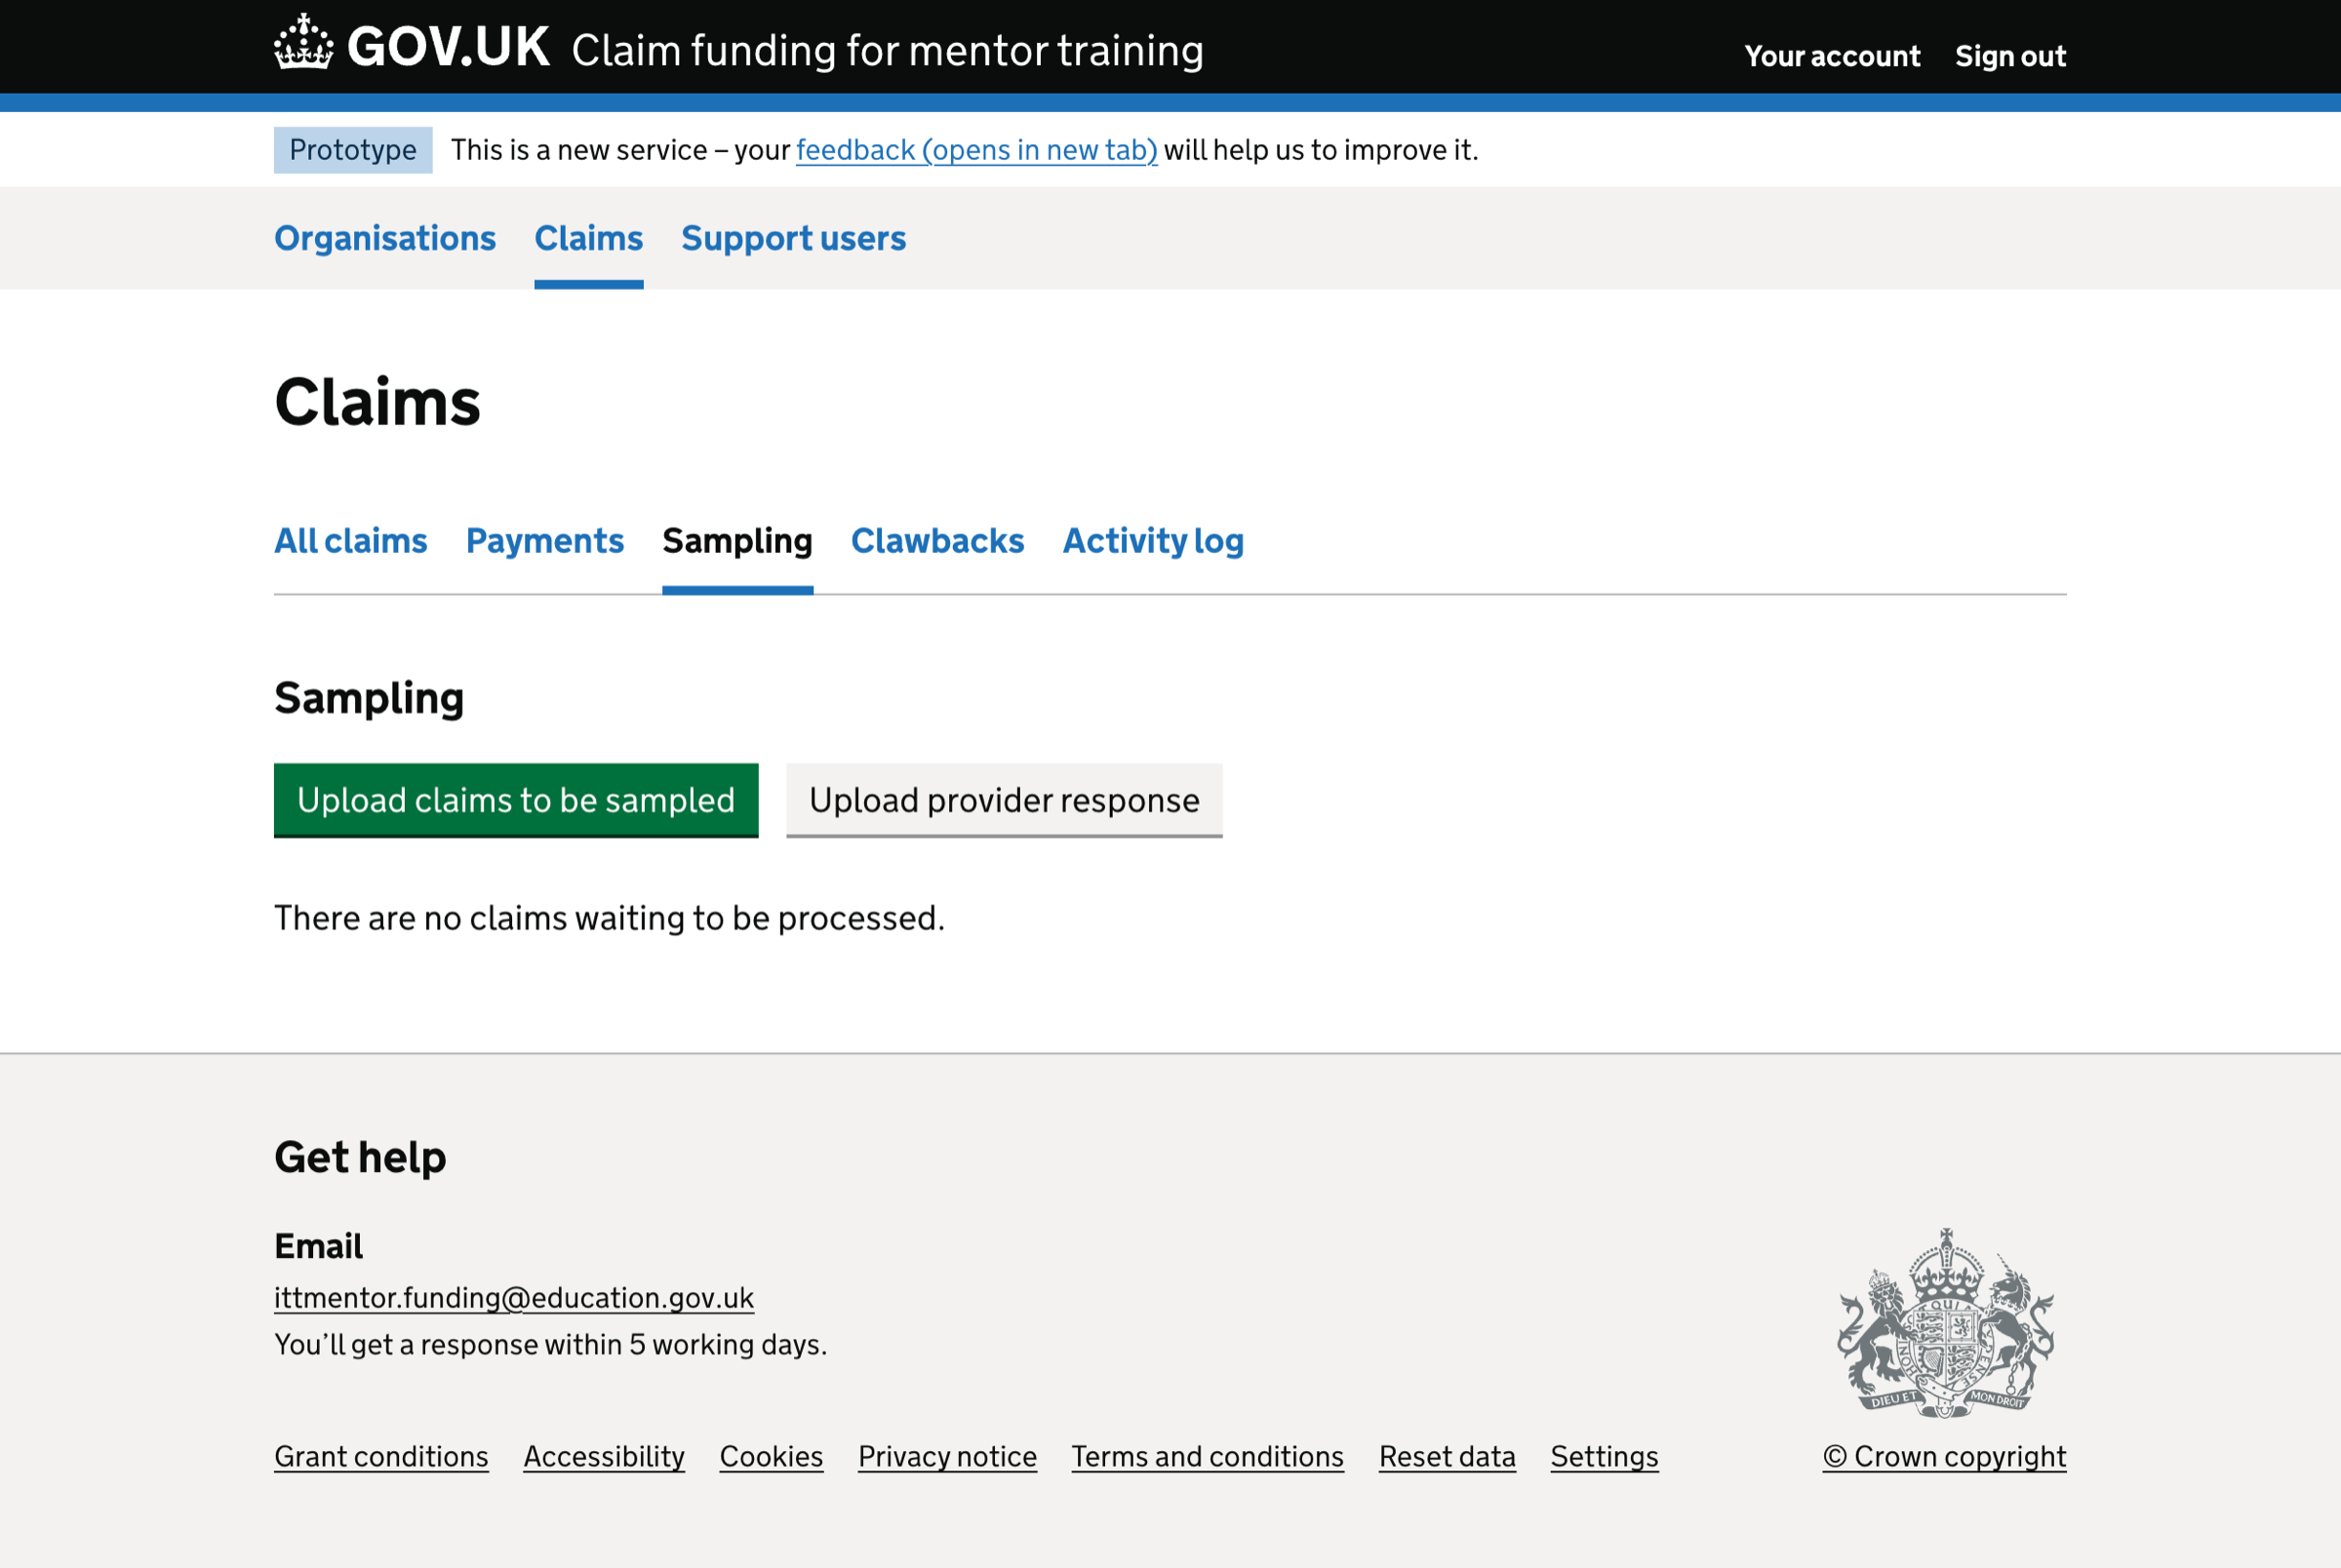 GOV.UK Claim funding for mentor training Your account Sign out
Prototype This is a new service – your feedback (opens in new tab) will help us to improve it.
Organisations Claims Support users
Claims
All claims Payments Sampling Clawbacks Activity log
Sampling
Upload claims to be sampled Upload provider response
There are no claims waiting to be processed.
Get help
Email
ittmentor.funding@education.gov.uk
You’ll get a response within 5 working days.
DIEU ET MON DROIT
Grant conditions Accessibility Cookies Privacy notice Terms and conditions Reset data Settings © Crown copyright